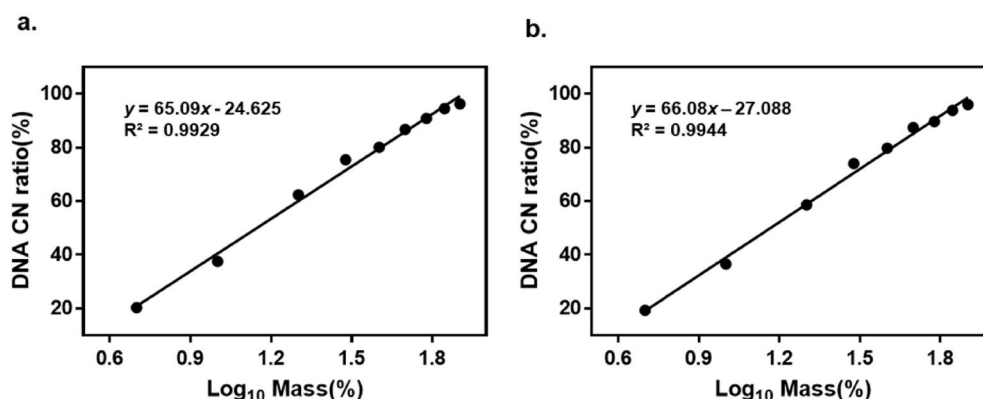 a.
DNA CN ratio(%)
100
80
60
40
20
y = 65.09x - 24.625
R² = 0.9929
0.6 0.9 1.2 1.5 1.8
Log₁₀ Mass(%)
b.
DNA CN ratio(%)
100
80
60
40
20
y = 66.08x – 27.088
R² = 0.9944
0.6 0.9 1.2 1.5 1.8
Log₁₀ Mass(%)